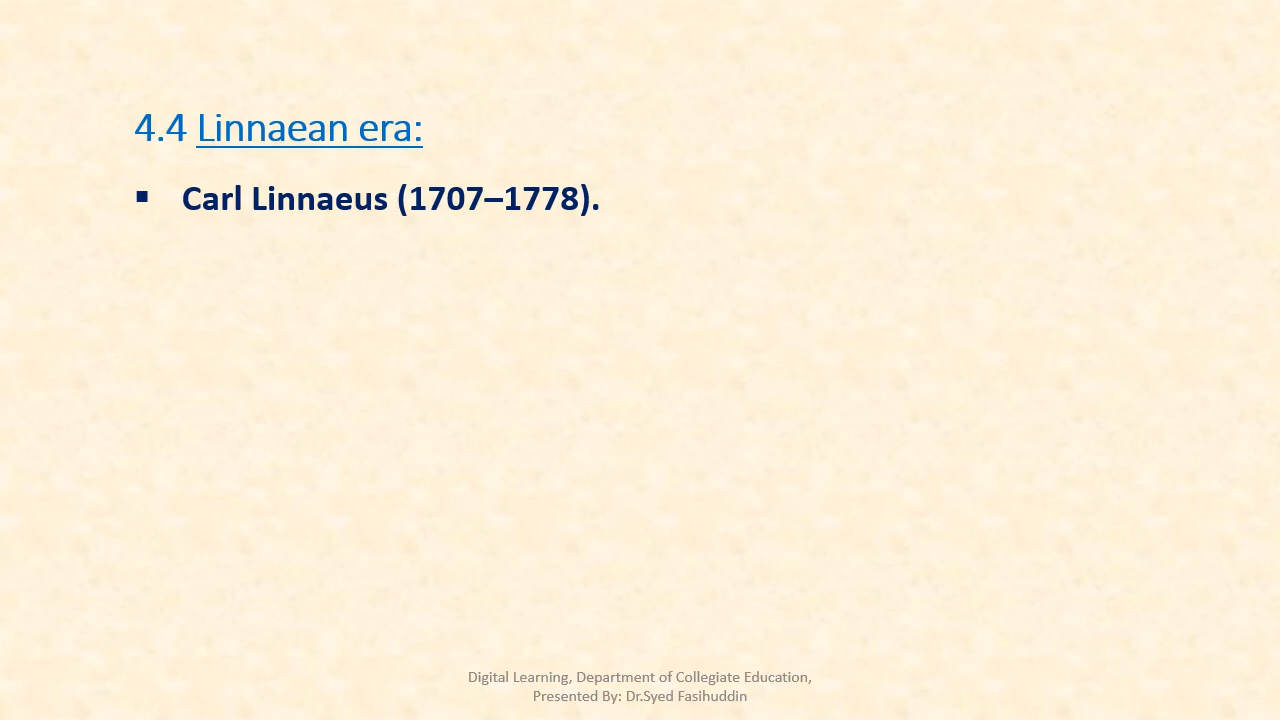 4.4 Linnaean era:
▪ Carl Linnaeus (1707–1778).
Digital Learning, Department of Collegiate Education,
Presented By: Dr.Syed Fasihuddin